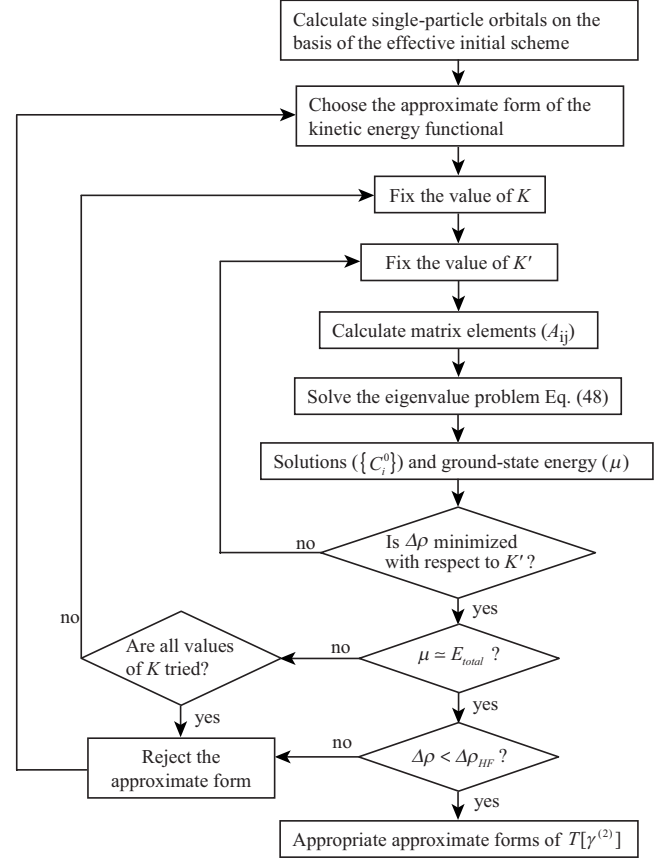 Calculate single-particle orbitals on the
basis of the effective initial scheme
Choose the approximate form of the
kinetic energy functional
Fix the value of K
Fix the value of K′
Calculate matrix elements (A_ij)
Solve the eigenvalue problem Eq. (48)
Solutions ({C_i^0}) and ground-state energy (μ)
no
Is Δρ minimized
with respect to K′ ?
yes
no
Are all values
of K tried?
no
μ ≃ E_total ?
yes
yes
Reject the
approximate form
no
Δρ < Δρ_HF ?
yes
Appropriate approximate forms of T[γ^(2)]